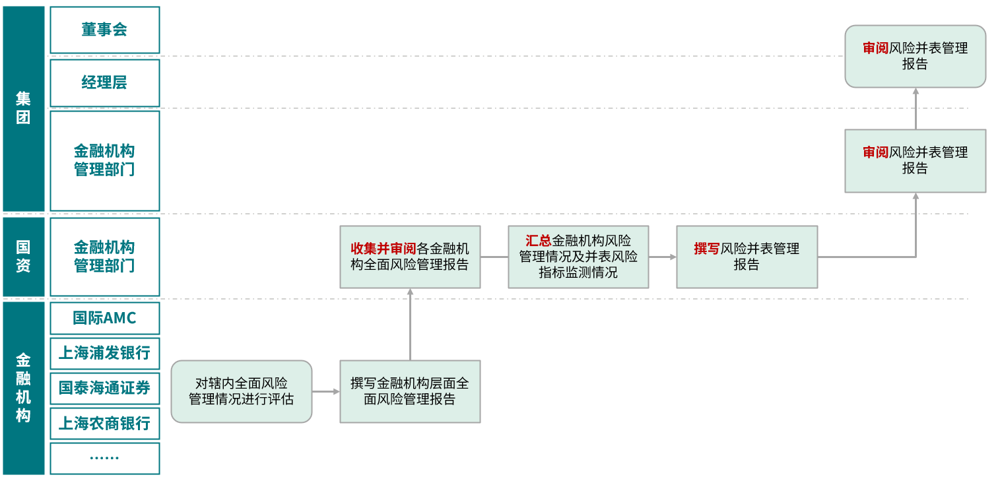 集
团
董事会
经理层
金融机构
管理部门
国
资
金融机构
管理部门
金
融
机
构
国际AMC
上海浦发银行
国泰海通证券
上海农商银行
……
对辖内全面风险
管理情况进行评估
撰写金融机构层面全
面风险管理报告
收集并审阅各金融机
构全面风险管理报告
汇总金融机构风险
管理情况及并表风险
指标监测情况
撰写风险并表管理
报告
审阅风险并表管理
报告
审阅风险并表管理
报告